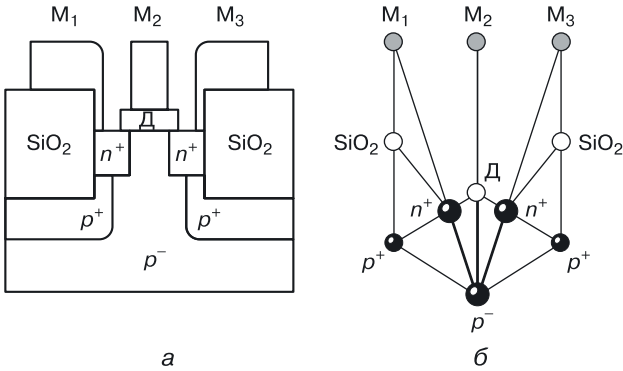 M₁ M₂ M₃ M₁ M₂ M₃
Д
SiO₂ n⁺ n⁺ SiO₂ SiO₂ SiO₂
Д
n⁺ n⁺
p⁺ p⁺
p⁺ p⁺
p⁻
p⁻
а б